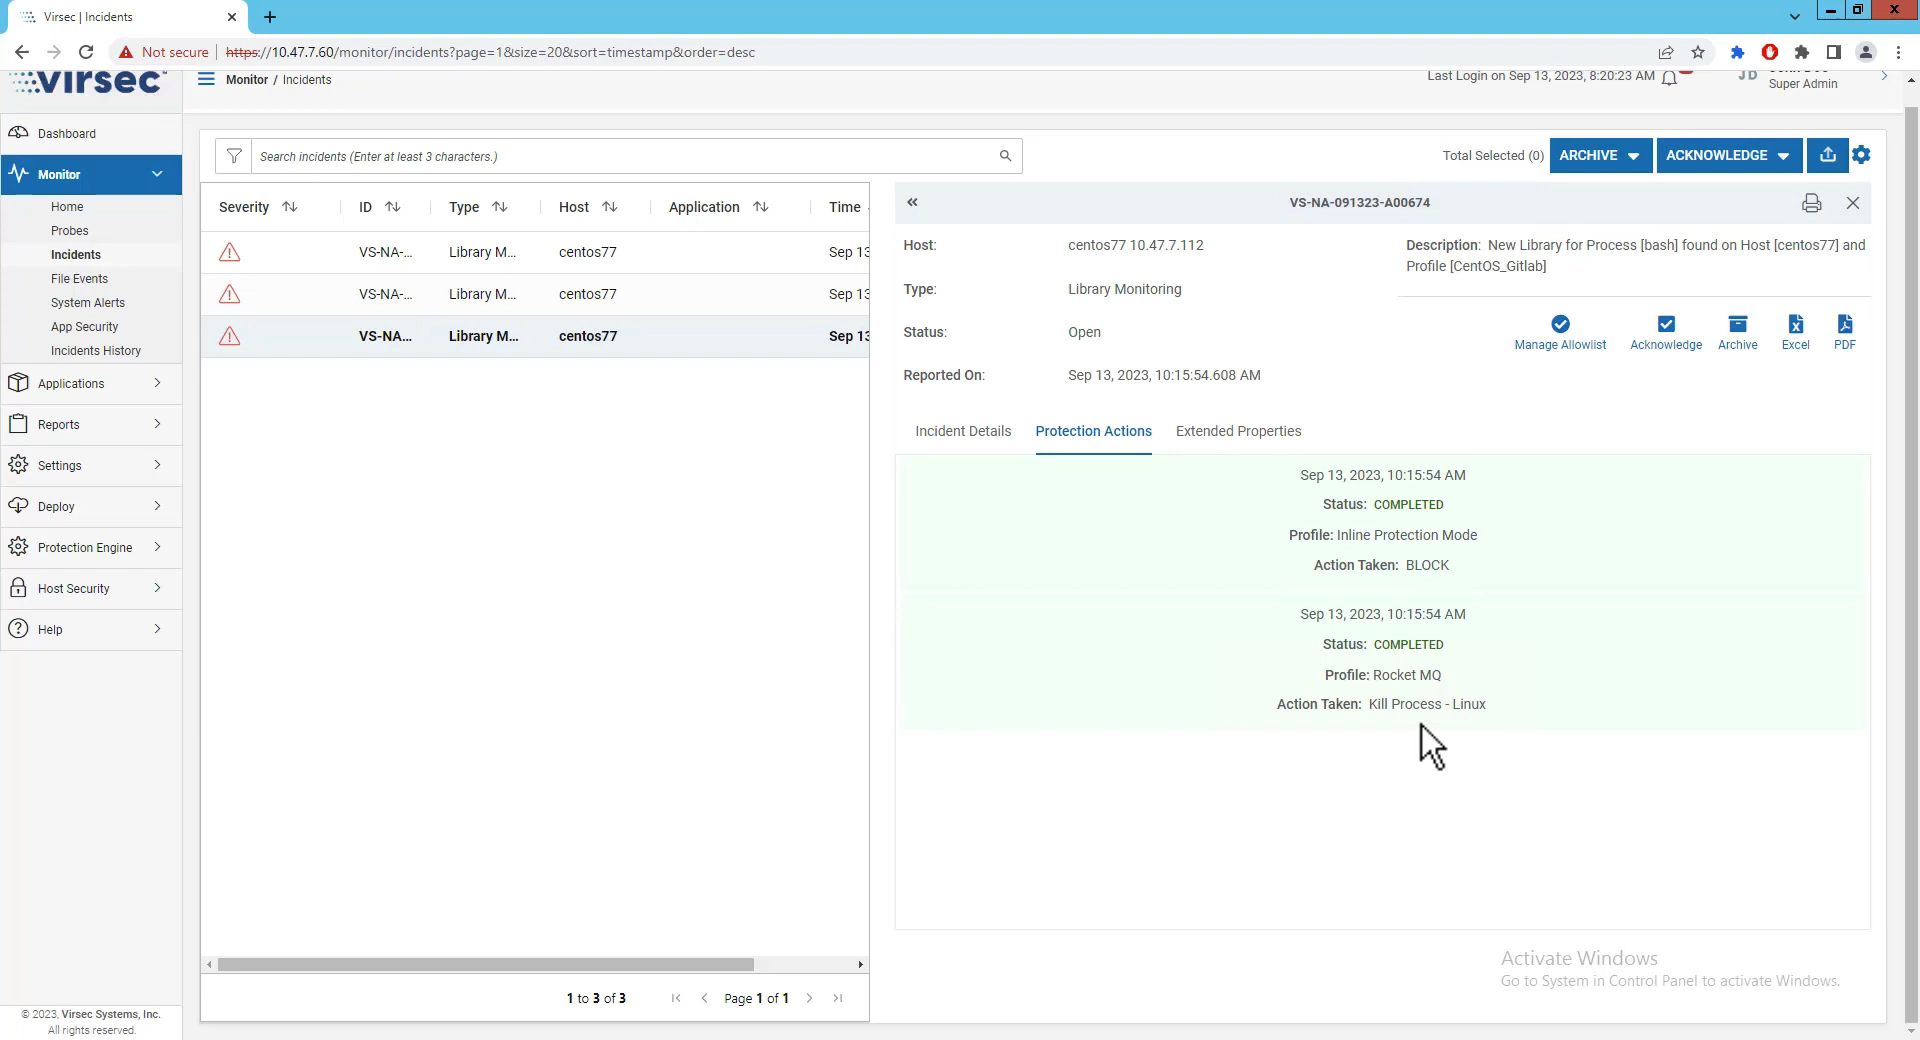 Virsec | Incidents
Not secure | https://10.47.7.60/monitor/incidents?page=1&size=20&sort=timestamp&order=desc
virsec
Monitor / Incidents
Last Login on Sep 13, 2023, 8:20:23 AM
JD
Super Admin
Dashboard
Monitor
Home
Probes
Incidents
File Events
System Alerts
App Security
Incidents History
Applications
Reports
Settings
Deploy
Protection Engine
Host Security
Help
© 2023, Virsec Systems, Inc.
All rights reserved.
Search incidents (Enter at least 3 characters.)
Total Selected (0) ARCHIVE ACKNOWLEDGE
Severity ID Type Host Application Time
VS-NA-... Library M... centos77 Sep 13
VS-NA-... Library M... centos77 Sep 13
VS-NA... Library M... centos77 Sep 13
1 to 3 of 3 Page 1 of 1
VS-NA-091323-A00674
Host: centos77 10.47.7.112
Type: Library Monitoring
Status: Open
Reported On: Sep 13, 2023, 10:15:54.608 AM
Description: New Library for Process [bash] found on Host [centos77] and
Profile [CentOS_Gitlab]
Manage Allowlist Acknowledge Archive Excel PDF
Incident Details Protection Actions Extended Properties
Sep 13, 2023, 10:15:54 AM
Status: COMPLETED
Profile: Inline Protection Mode
Action Taken: BLOCK
Sep 13, 2023, 10:15:54 AM
Status: COMPLETED
Profile: Rocket MQ
Action Taken: Kill Process - Linux
Activate Windows
Go to System in Control Panel to activate Windows.